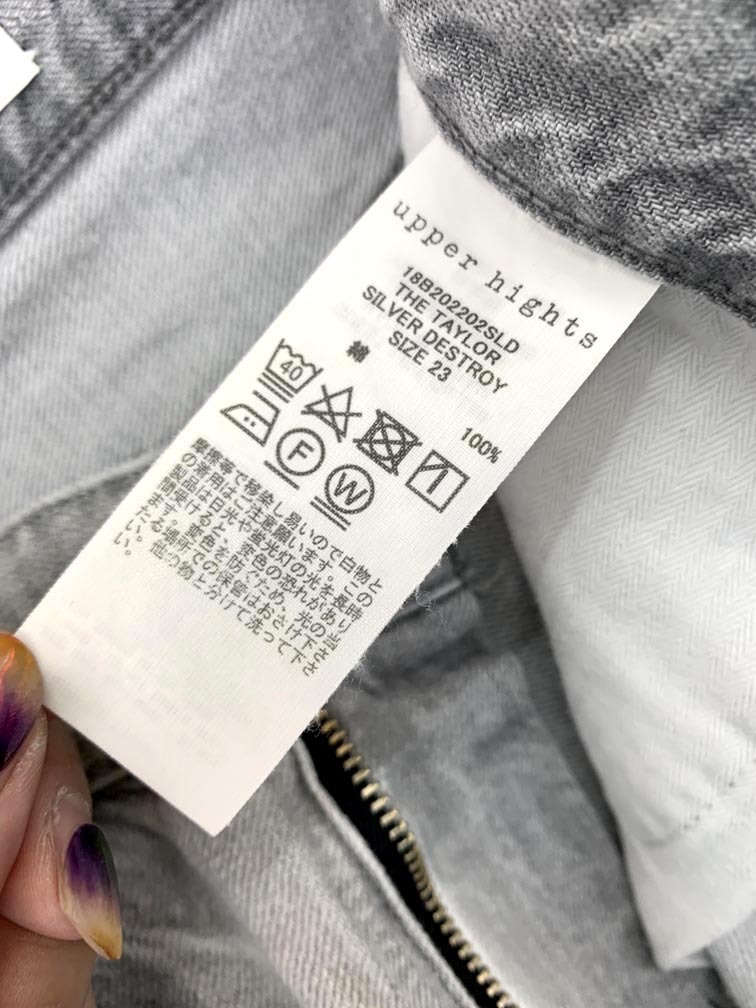 upper hights
18B202202SLD
THE TAYLOR
SILVER DESTROY
SIZE 23
綿 100%
40
F
W
摩擦等で移染し易いので白物と
の着用はご注意願います。この
製品は日光や蛍光灯の光を長時
間受けると、変色の恐れがあり
ます。変色を防ぐため、光の当
たる場所での保管はおさけ下さ
い。他の物と分けて洗って下さ
い。